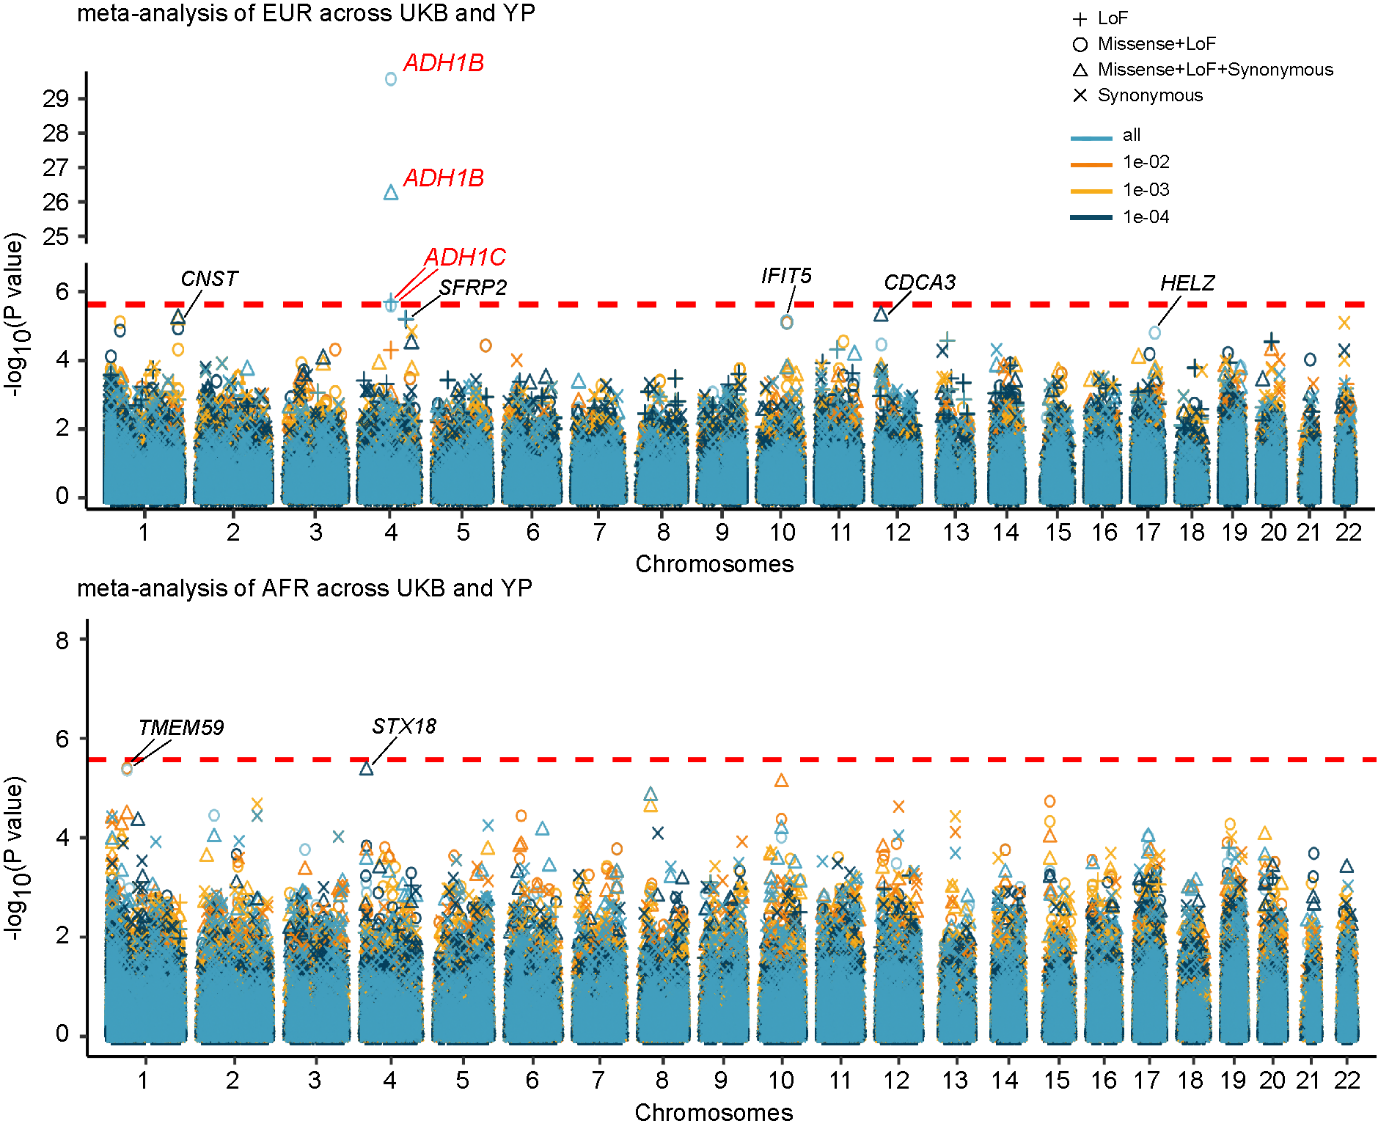 meta-analysis of EUR across UKB and YP
LoF
Missense+LoF
Missense+LoF+Synonymous
Synonymous
all
1e-02
1e-03
1e-04
ADH1B
ADH1B
ADH1C
SFRP2
CNST
IFIT5
CDCA3
HELZ
-log10(P value)
29
28
27
26
25
6
4
2
0
1 2 3 4 5 6 7 8 9 10 11 12 13 14 15 16 17 18 19 20 21 22
Chromosomes
meta-analysis of AFR across UKB and YP
TMEM59
STX18
-log10(P value)
8
6
4
2
0
1 2 3 4 5 6 7 8 9 10 11 12 13 14 15 16 17 18 19 20 21 22
Chromosomes